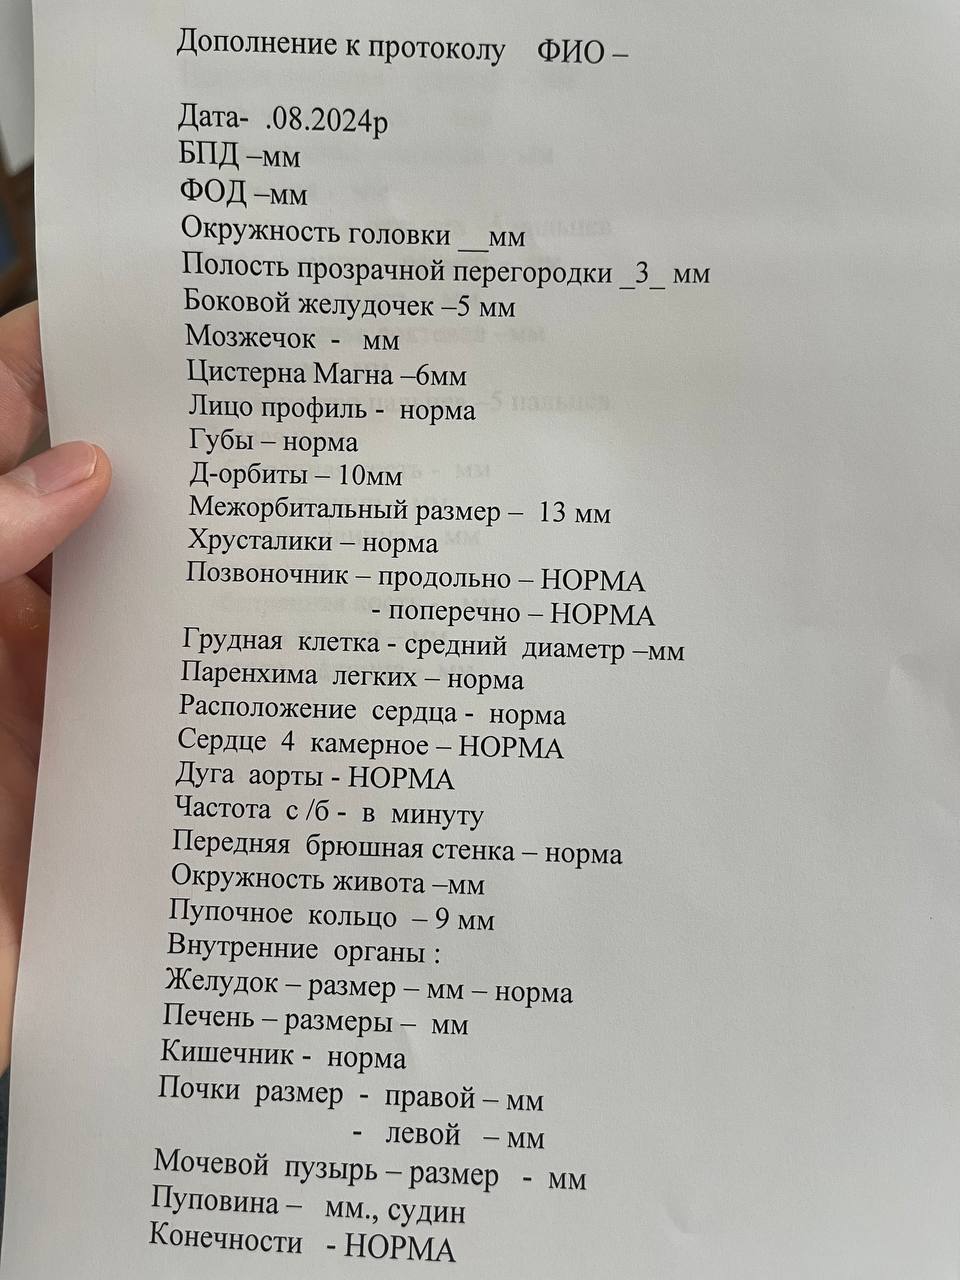 Дополнение к протоколу ФИО –
Дата- .08.2024р
БПД –мм
ФОД –мм
Окружность головки __мм
Полость прозрачной перегородки _3_ мм
Боковой желудочек –5 мм
Мозжечок - мм
Цистерна Магна –6мм
Лицо профиль - норма
Губы – норма
Д-орбиты – 10мм
Межорбитальный размер – 13 мм
Хрусталики – норма
Позвоночник – продольно – НОРМА
- поперечно – НОРМА
Грудная клетка - средний диаметр –мм
Паренхима легких – норма
Расположение сердца - норма
Сердце 4 камерное – НОРМА
Дуга аорты - НОРМА
Частота с /б - в минуту
Передняя брюшная стенка – норма
Окружность живота –мм
Пупочное кольцо – 9 мм
Внутренние органы :
Желудок – размер – мм – норма
Печень – размеры – мм
Кишечник - норма
Почки размер - правой – мм
- левой – мм
Мочевой пузырь – размер - мм
Пуповина – мм., судин
Конечности - НОРМА